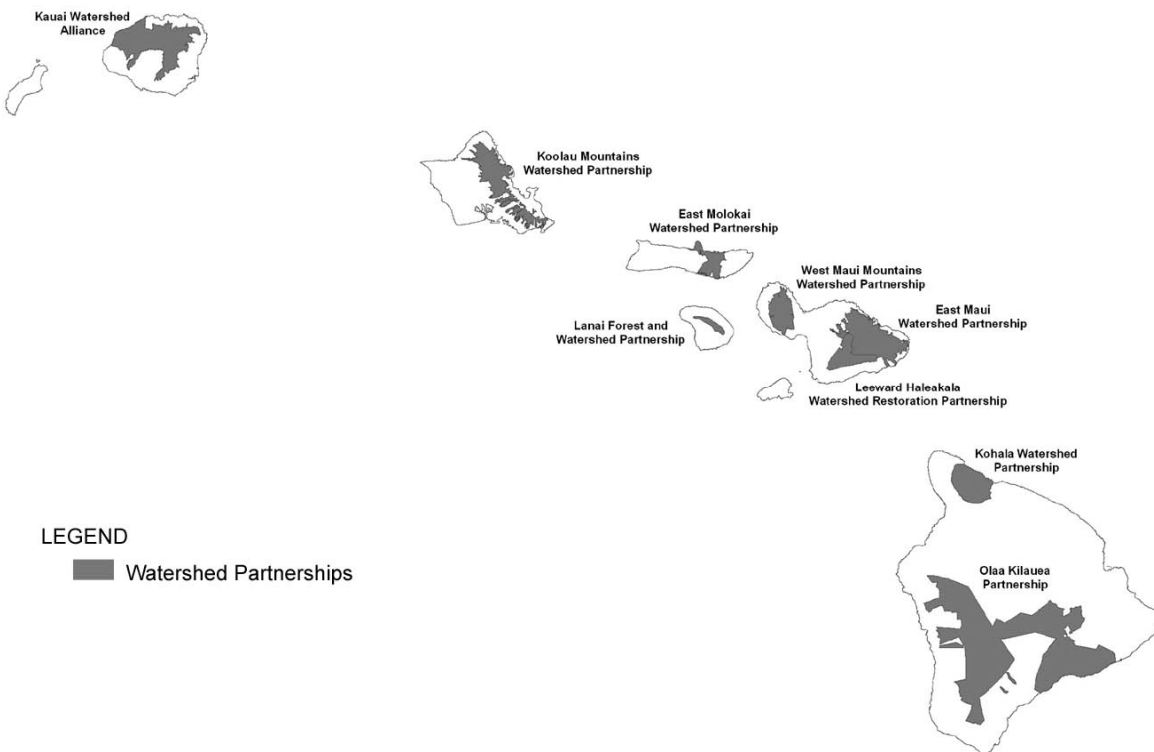 Kauai Watershed
Alliance
Koolau Mountains
Watershed Partnership
East Molokai
Watershed Partnership
West Maui Mountains
Watershed Partnership
East Maui
Watershed Partnership
Lanai Forest and
Watershed Partnership
Leeward Haleakala
Watershed Restoration Partnership
Kohala Watershed
Partnership
LEGEND
Watershed Partnerships
Olaa Kilauea
Partnership